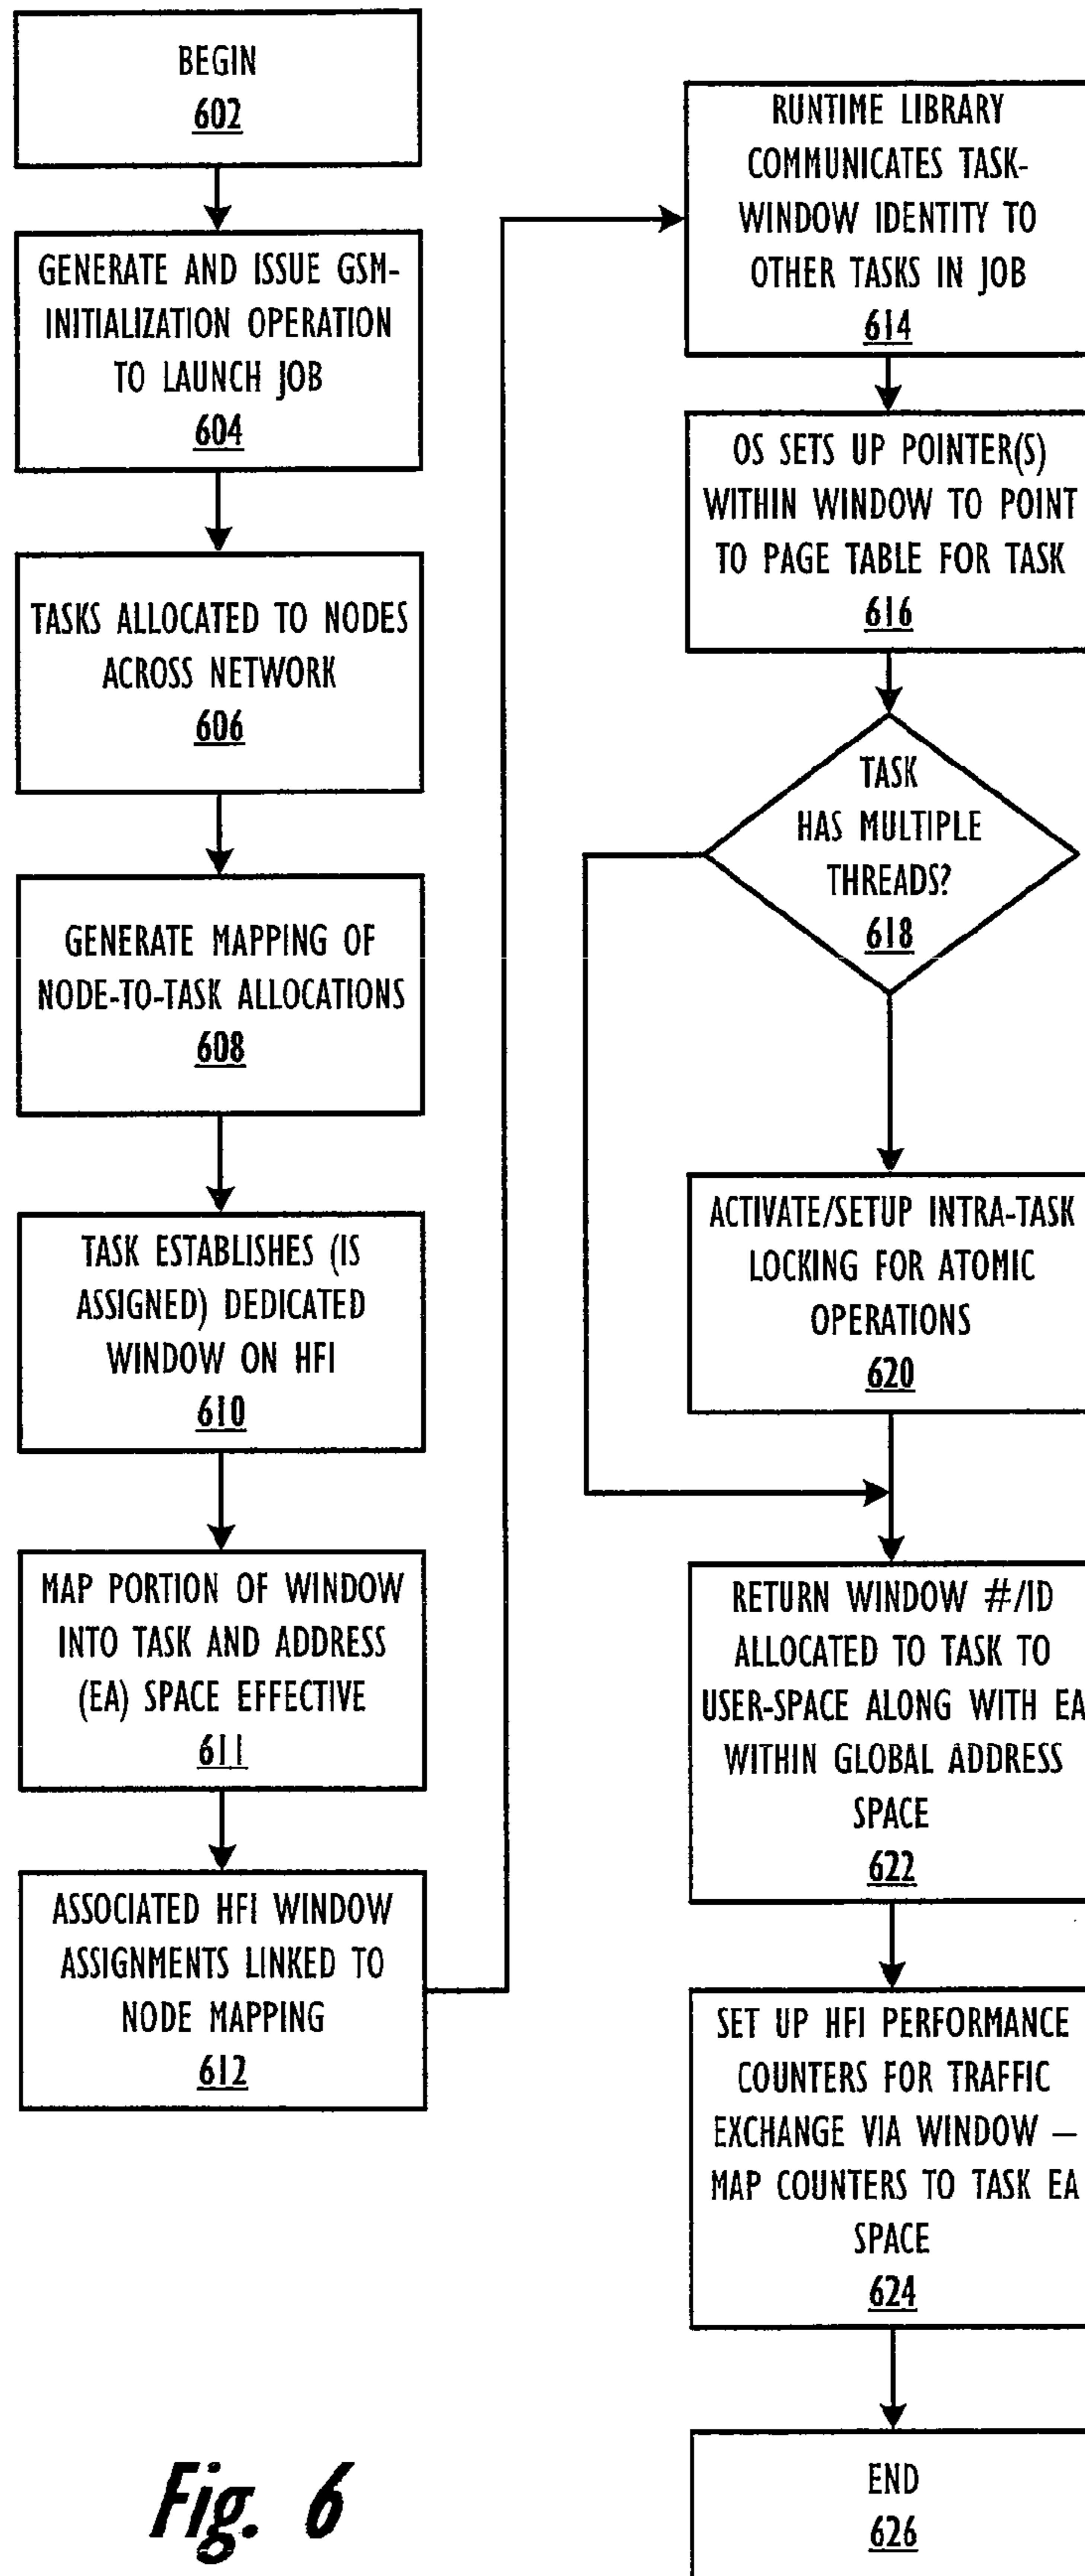 BEGIN
602
GENERATE AND ISSUE GSM-
INITIALIZATION OPERATION
TO LAUNCH JOB
604
TASKS ALLOCATED TO NODES
ACROSS NETWORK
606
GENERATE MAPPING OF
NODE-TO-TASK ALLOCATIONS
608
TASK ESTABLISHES (IS
ASSIGNED) DEDICATED
WINDOW ON HFI
610
MAP PORTION OF WINDOW
INTO TASK AND ADDRESS
(EA) SPACE EFFECTIVE
611
ASSOCIATED HFI WINDOW
ASSIGNMENTS LINKED TO
NODE MAPPING
612
RUNTIME LIBRARY
COMMUNICATES TASK-
WINDOW IDENTITY TO
OTHER TASKS IN JOB
614
OS SETS UP POINTER(S)
WITHIN WINDOW TO POINT
TO PAGE TABLE FOR TASK
616
TASK
HAS MULTIPLE
THREADS?
618
ACTIVATE/SETUP INTRA-TASK
LOCKING FOR ATOMIC
OPERATIONS
620
RETURN WINDOW #/ID
ALLOCATED TO TASK TO
USER-SPACE ALONG WITH EA
WITHIN GLOBAL ADDRESS
SPACE
622
SET UP HFI PERFORMANCE
COUNTERS FOR TRAFFIC
EXCHANGE VIA WINDOW –
MAP COUNTERS TO TASK EA
SPACE
624
END
626
Fig. 6